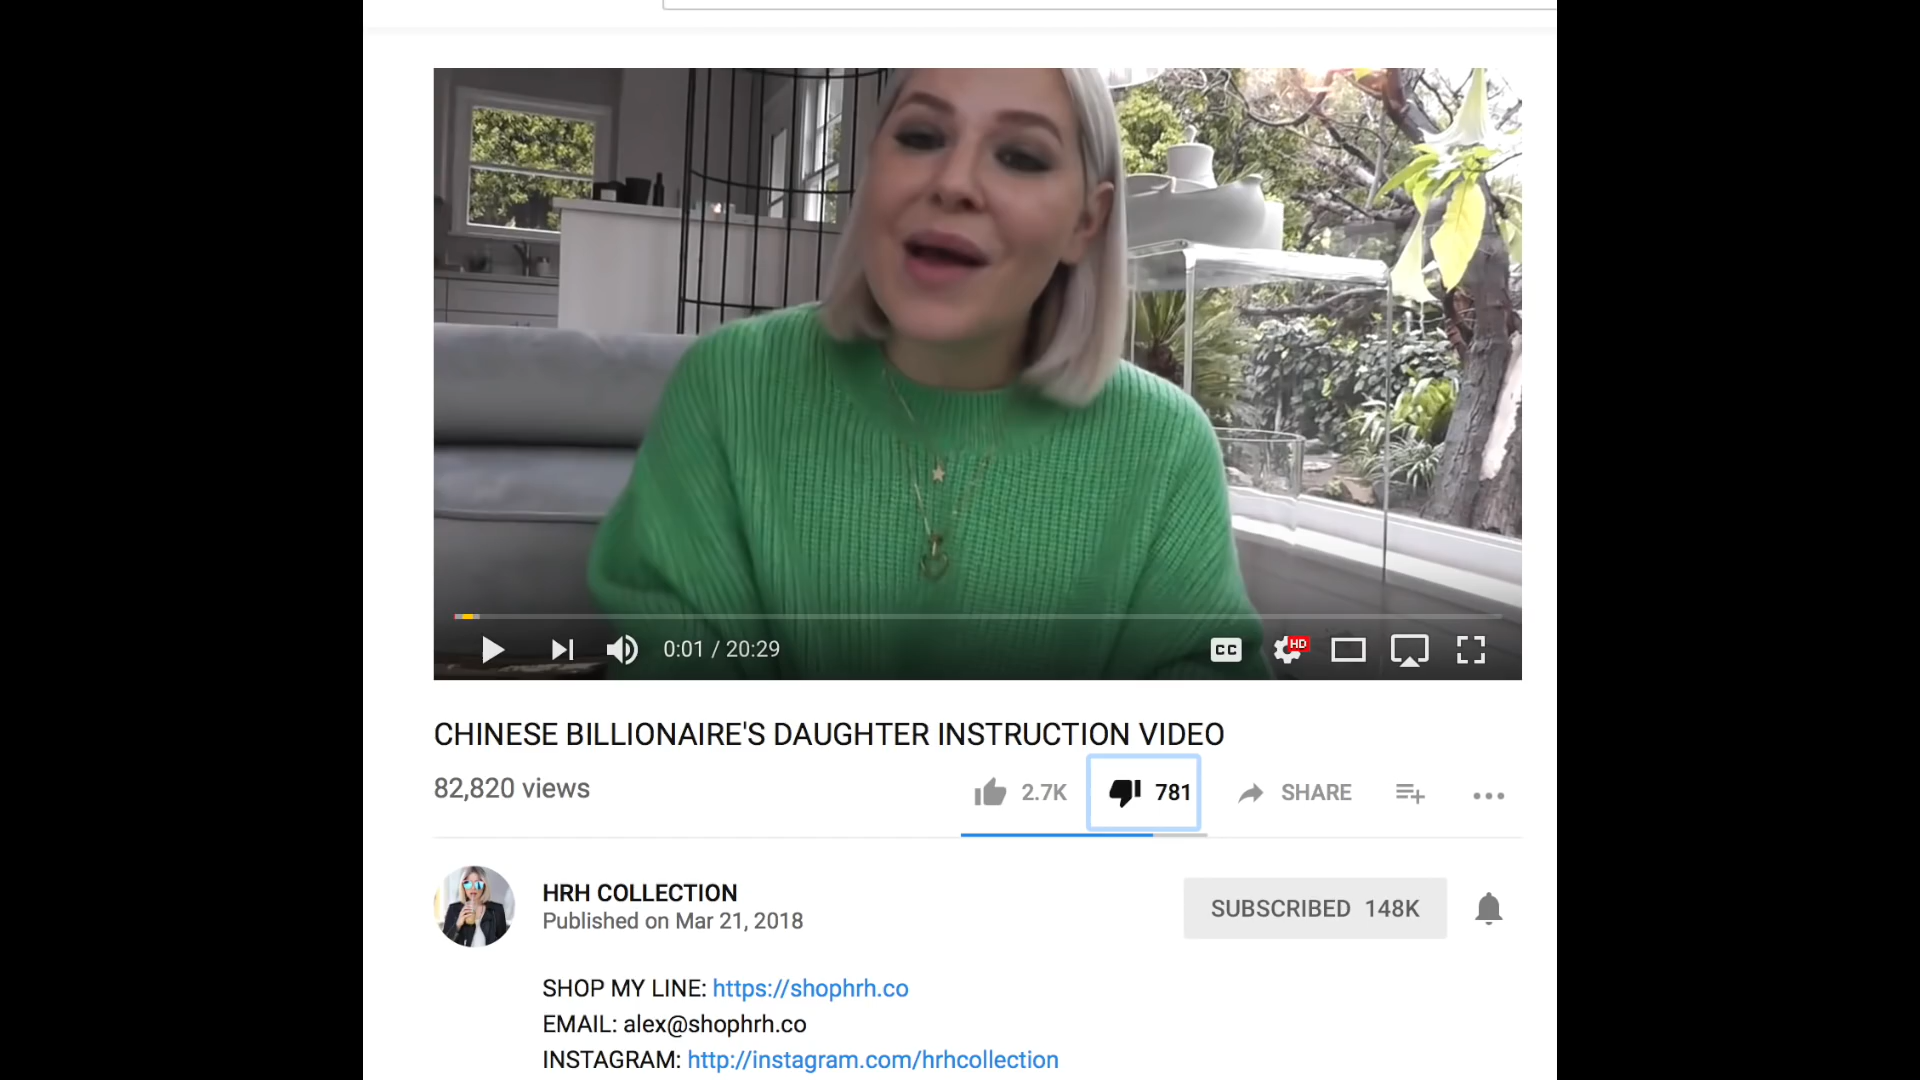 CC HD
0:01 / 20:29
CHINESE BILLIONAIRE'S DAUGHTER INSTRUCTION VIDEO
82,820 views
2.7K 781 SHARE
HRH COLLECTION
Published on Mar 21, 2018
SUBSCRIBED 148K
SHOP MY LINE: https://shophrh.co
EMAIL: alex@shophrh.co
INSTAGRAM: http://instagram.com/hrhcollection